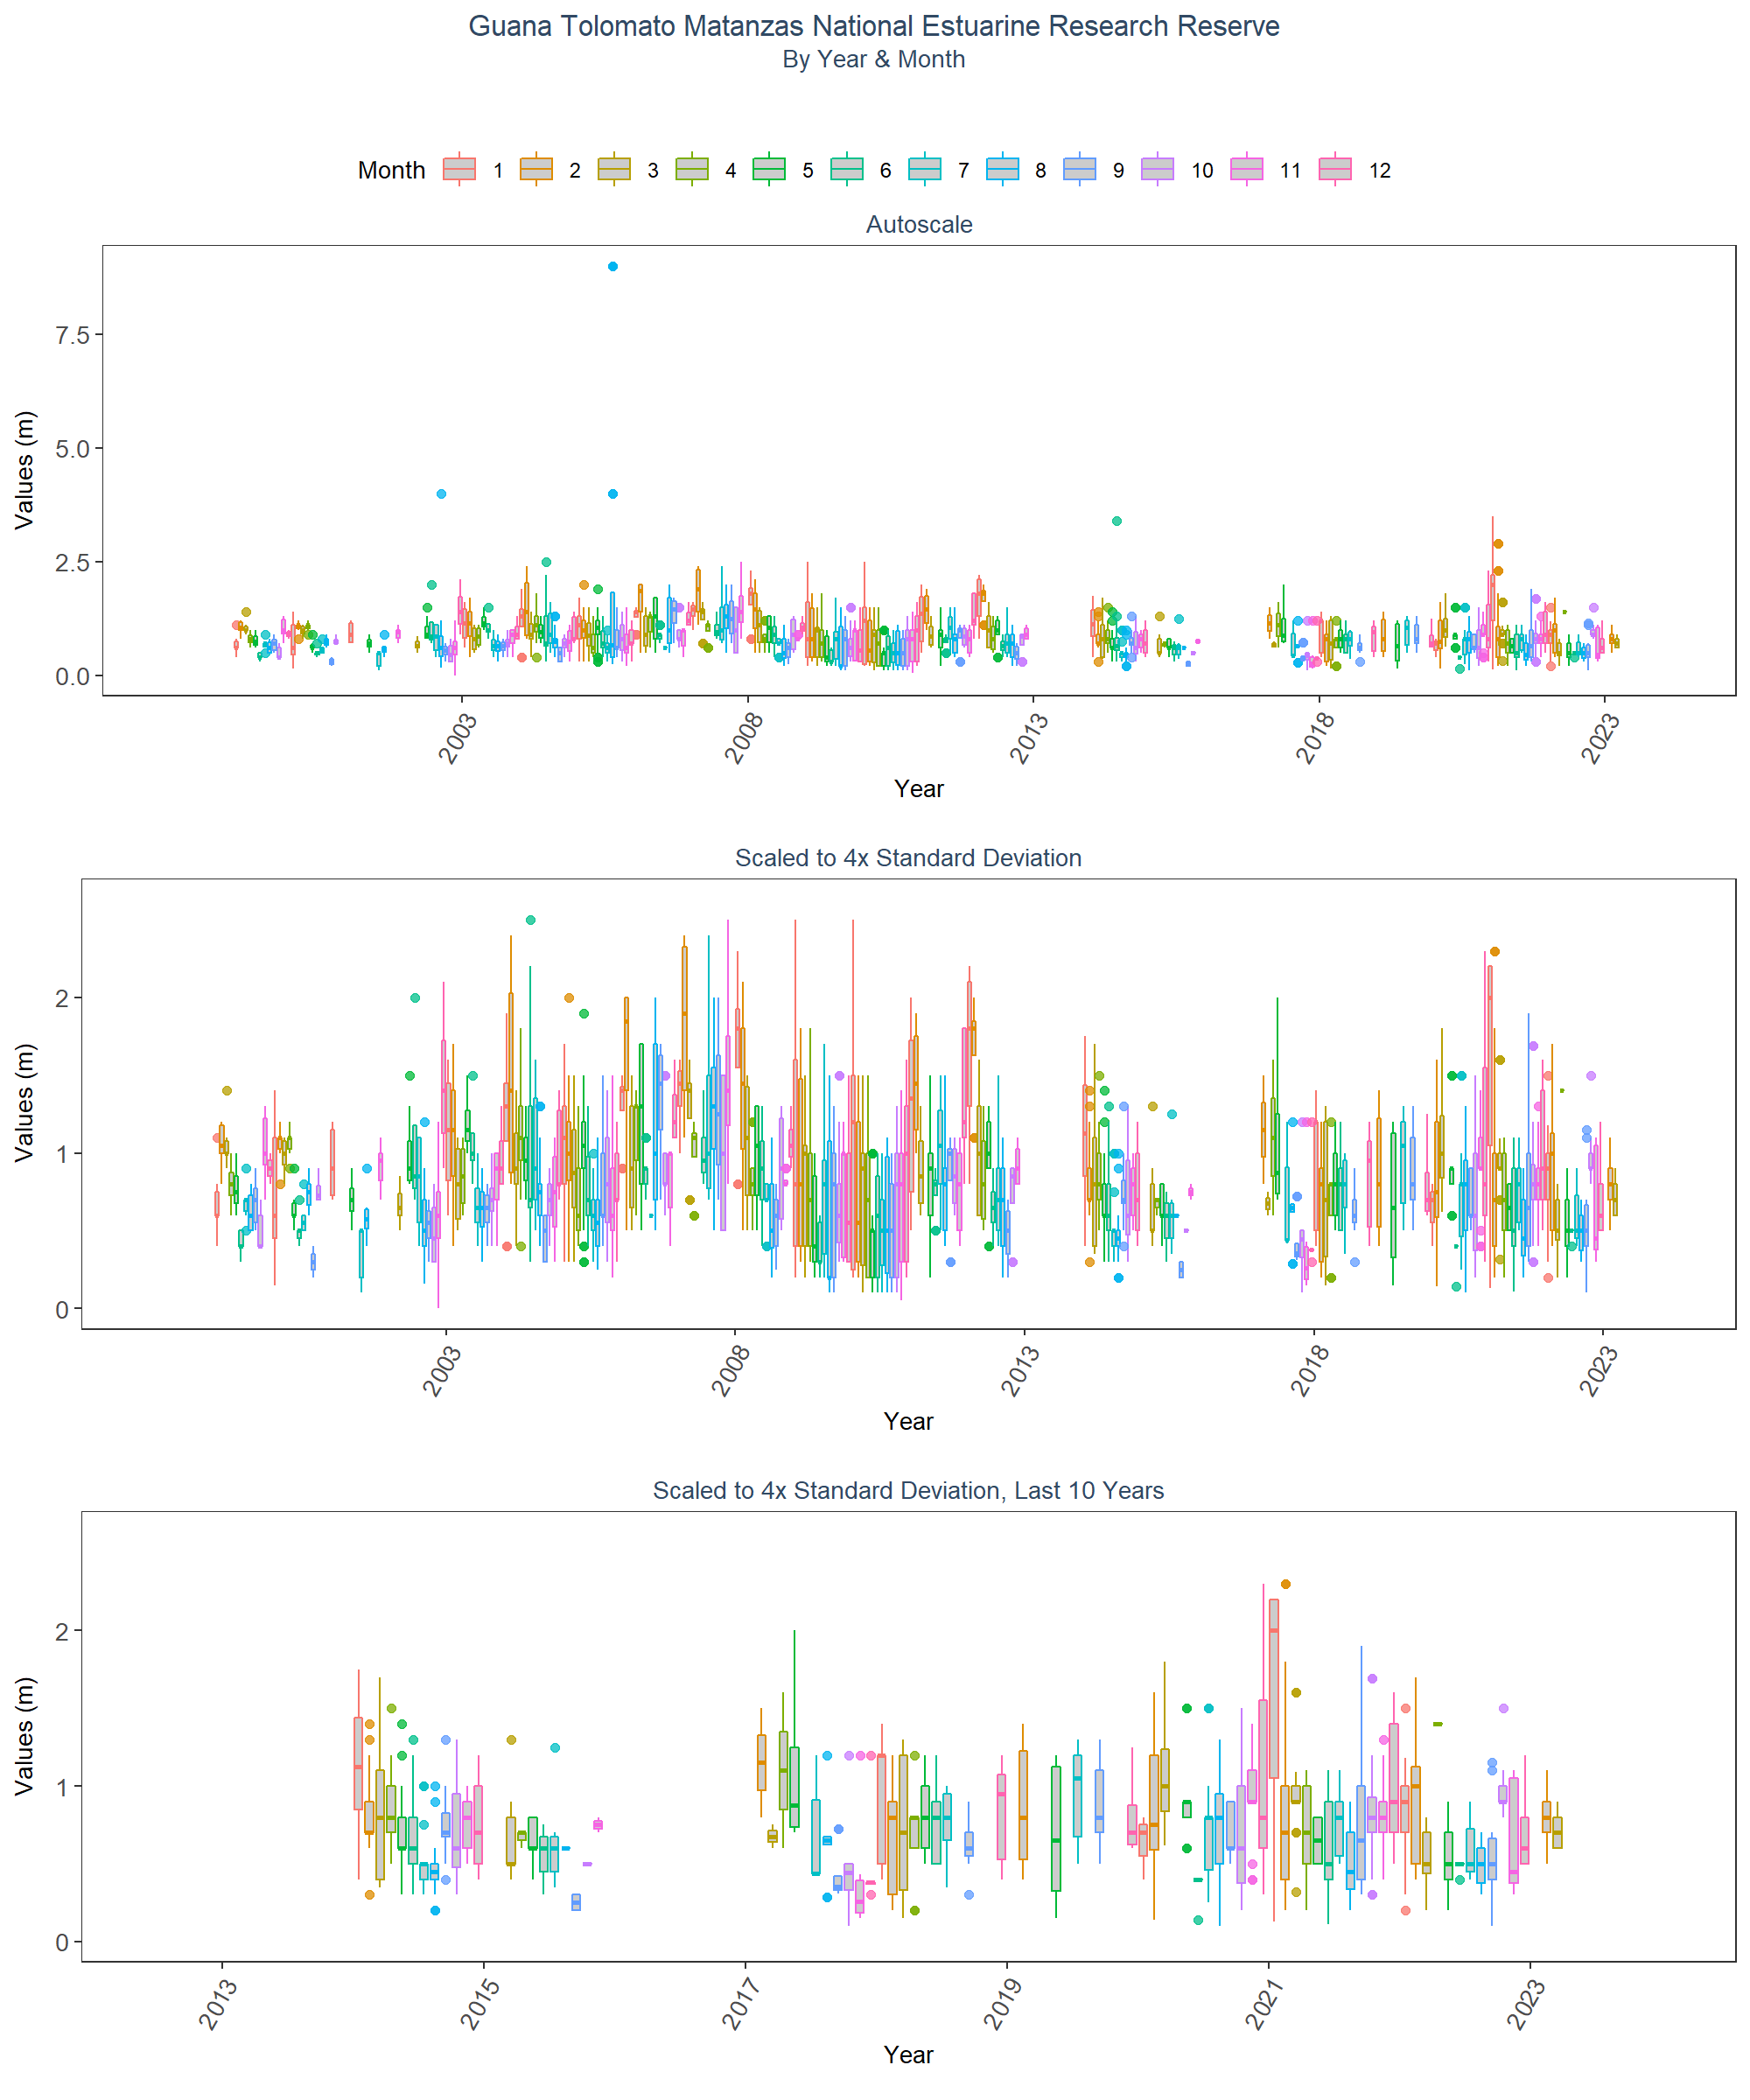 Guana Tolomato Matanzas National Estuarine Research Reserve
By Year & Month
Month 1 2 3 4 5 6 7 8 9 10 11 12
Autoscale
Values (m)
7.5
5.0
2.5
0.0
2003 2008 2013 2018 2023
Year
Scaled to 4x Standard Deviation
Values (m)
2
1
0
2003 2008 2013 2018 2023
Year
Scaled to 4x Standard Deviation, Last 10 Years
Values (m)
2
1
0
2013 2015 2017 2019 2021 2023
Year